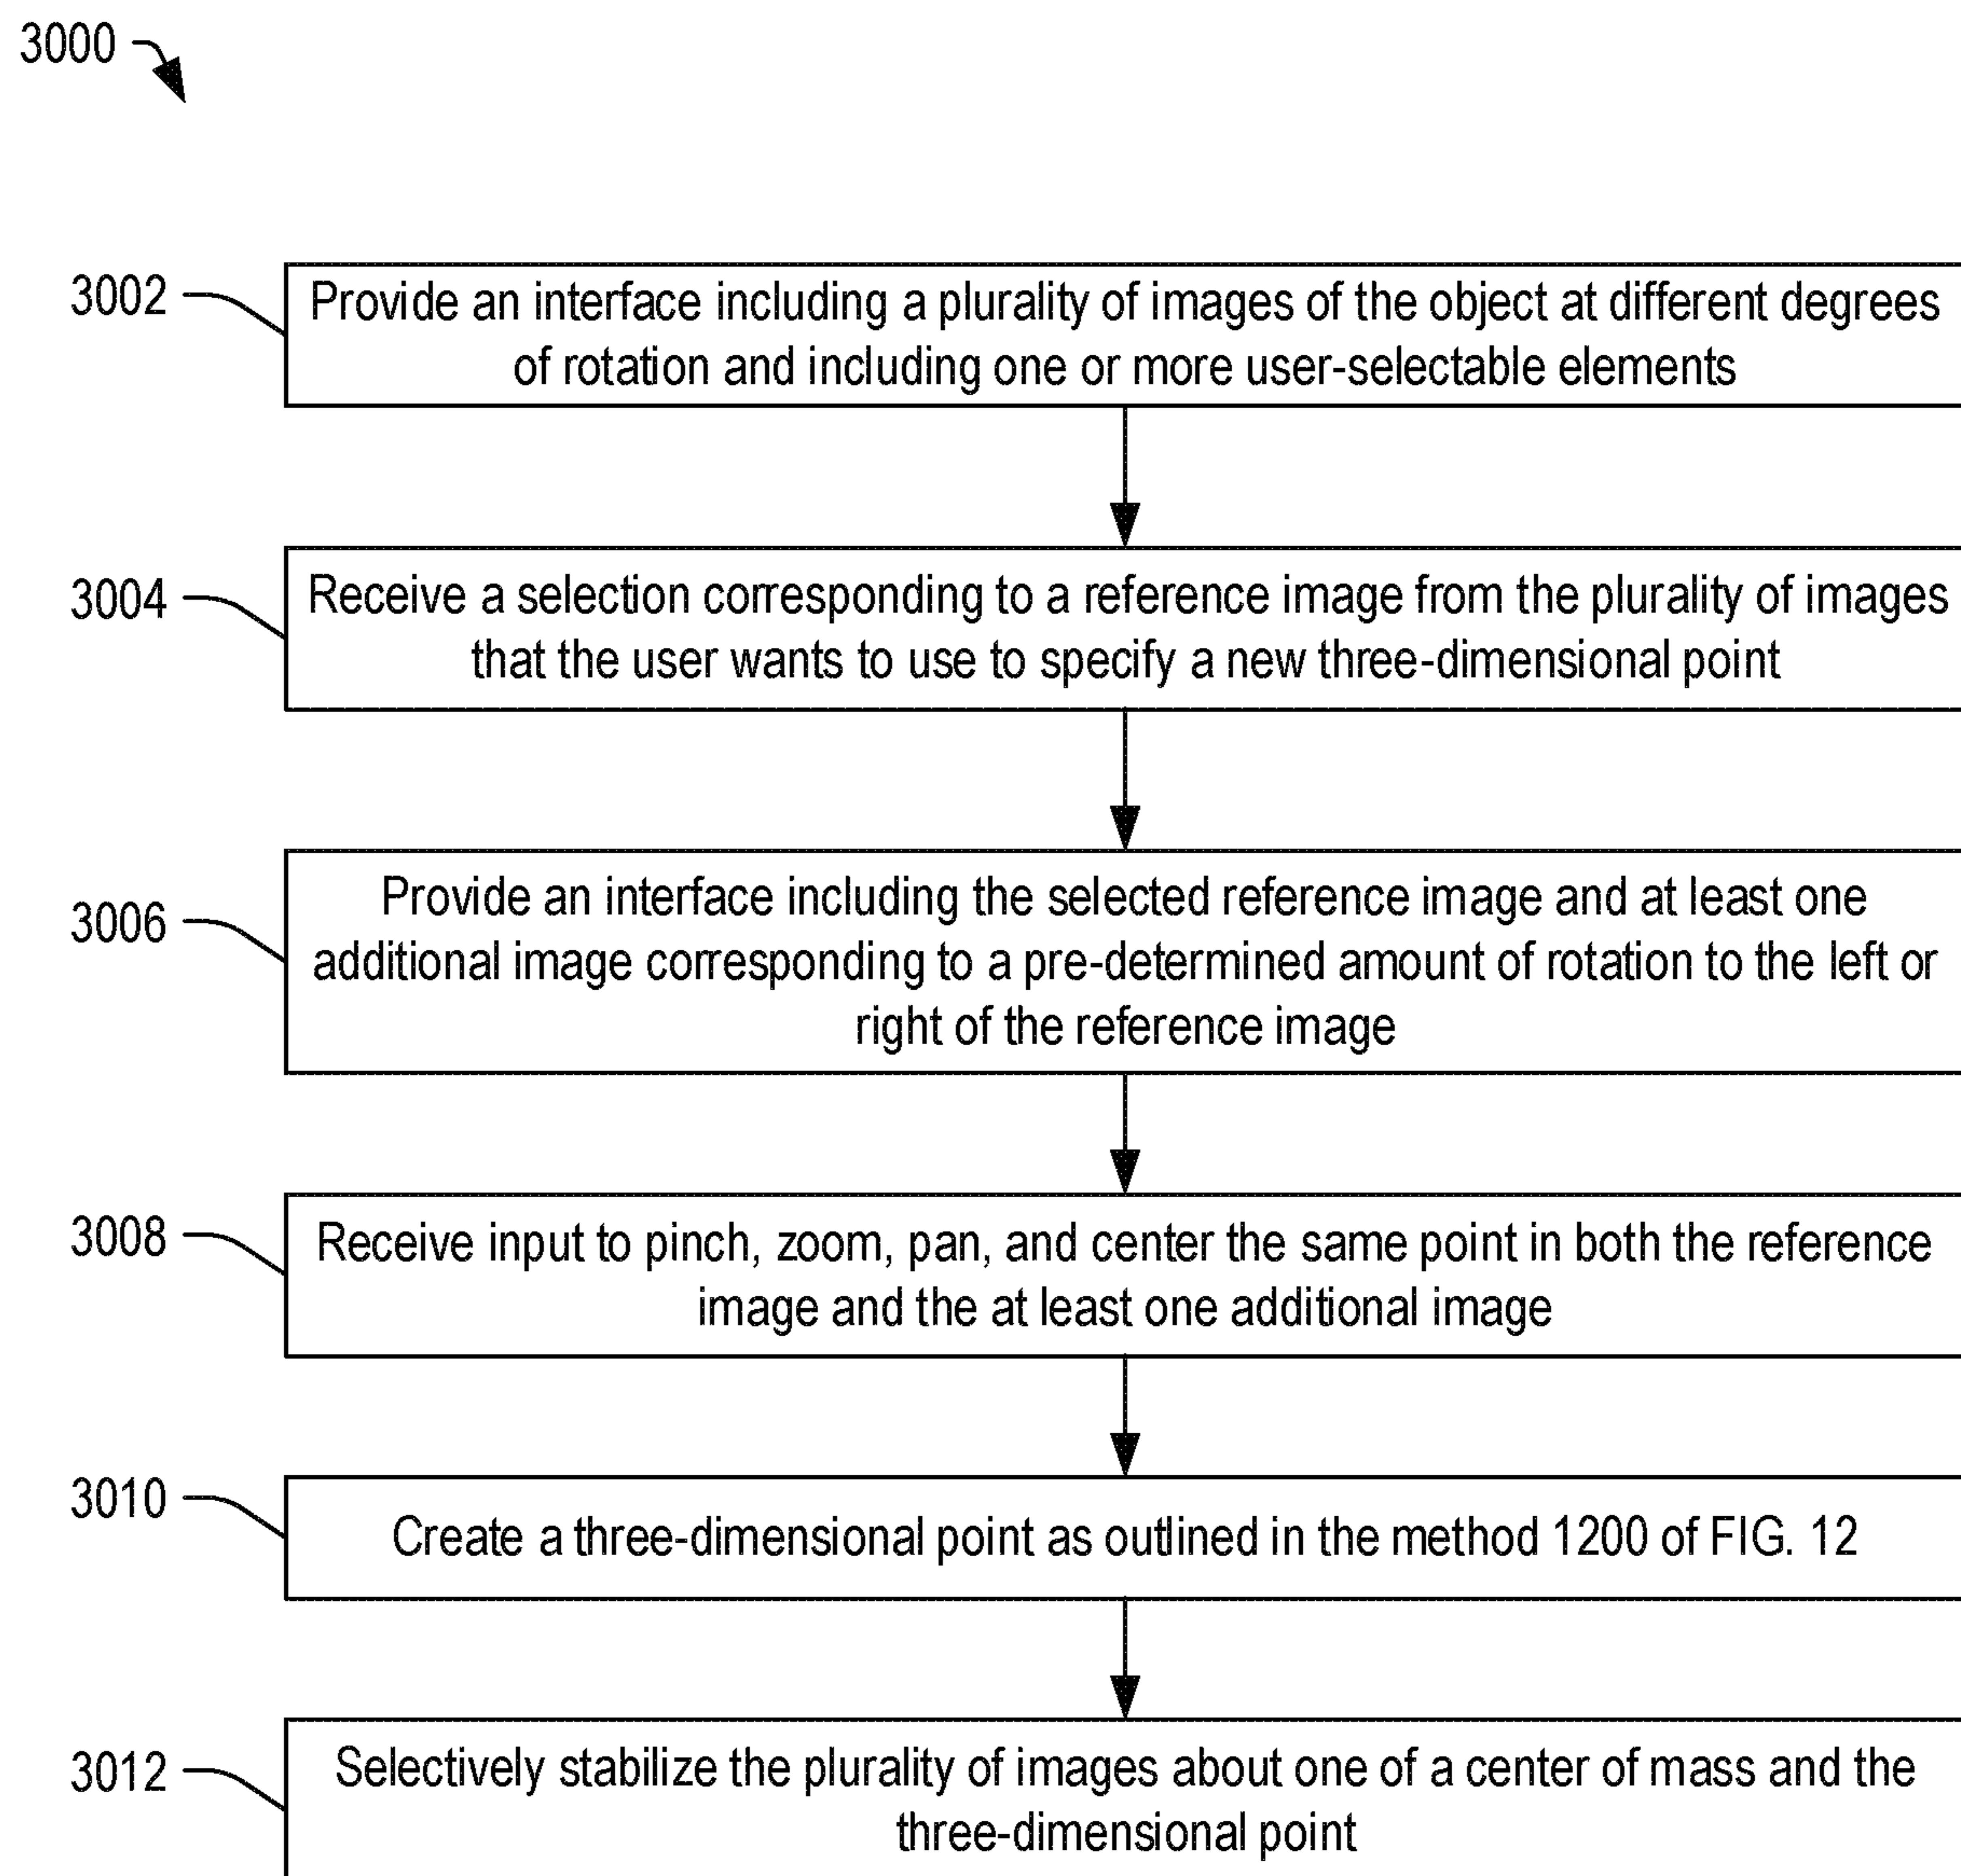 3000
3002
Provide an interface including a plurality of images of the object at different degrees
of rotation and including one or more user-selectable elements
3004
Receive a selection corresponding to a reference image from the plurality of images
that the user wants to use to specify a new three-dimensional point
3006
Provide an interface including the selected reference image and at least one
additional image corresponding to a pre-determined amount of rotation to the left or
right of the reference image
3008
Receive input to pinch, zoom, pan, and center the same point in both the reference
image and the at least one additional image
3010
Create a three-dimensional point as outlined in the method 1200 of FIG. 12
3012
Selectively stabilize the plurality of images about one of a center of mass and the
three-dimensional point